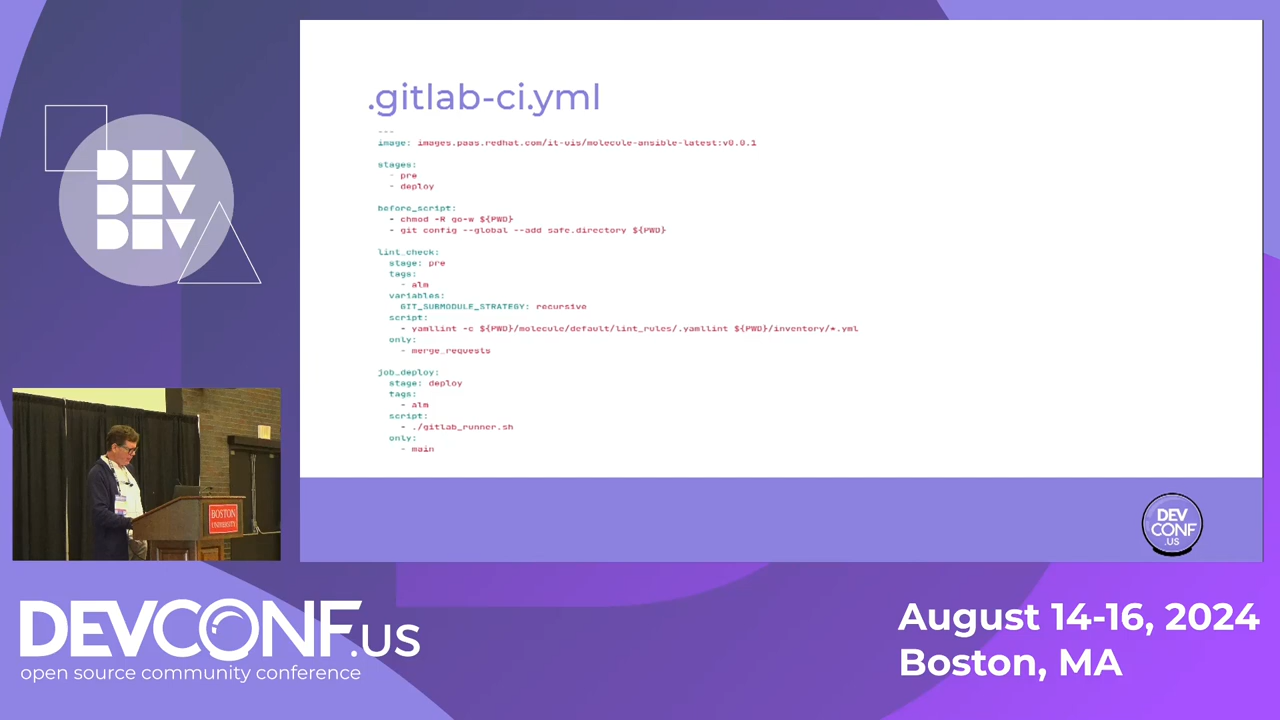 DEV
DEV
DEV
.gitlab-ci.yml
---
image: images.paas.redhat.com/it-uis/molecule-ansible-latest:v0.0.1
stages:
- pre
- deploy
before_script:
- chmod -R go-w ${PWD}
- git config --global --add safe.directory ${PWD}
lint_check:
stage: pre
tags:
- alm
variables:
GIT_SUBMODULE_STRATEGY: recursive
script:
- yamllint -c ${PWD}/molecule/default/lint_rules/.yamllint ${PWD}/inventory/*.yml
only:
- merge_requests
job_deploy:
stage: deploy
tags:
- alm
script:
- ./gitlab_runner.sh
only:
- main
BOSTON
UNIVERSITY
DEV
CONF
.US
DEVCONF.US
open source community conference
August 14-16, 2024
Boston, MA